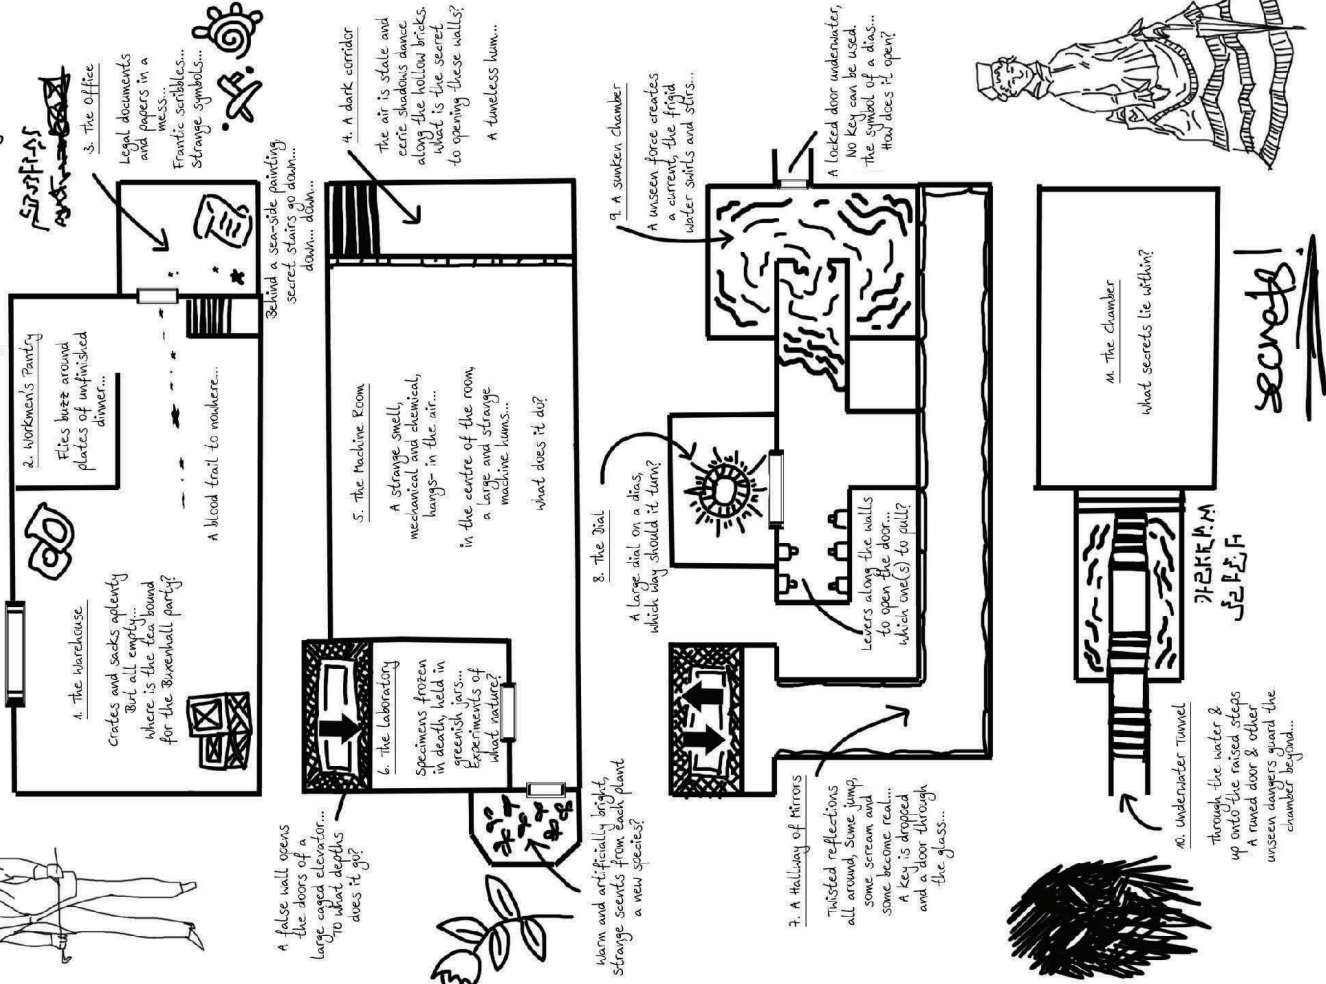 1. The Warehouse
Crates and sacks aplenty
But all empty...
Where is the tea bound
for the Buxenhall party?
2. Workmen's Pantry
Flies buzz around
plates of unfinished
dinner...
A blood trail to nowhere...
3. The Office
Legal documents
and papers in a
mess...
Frantic scribbles...
Strange symbols...
Behind a sea-side painting,
secret stairs go down...
down... down...
4. A dark corridor
The air is stale and
eerie shadows dance
along the hollow bricks.
What is the secret
to opening these walls?
A tuneless hum...
5. The Machine Room
A strange smell,
mechanical and chemical,
hangs- in the air...
in the centre of the room,
a large and strange
machine hums...
What does it do?
6. The Laboratory
Specimens frozen
in death, held in
greenish jars...
Experiments of
what nature?
A false wall opens
the doors of a
large caged elevator...
To what depths
does it go?
Warm and artificially bright,
strange scents from each plant
a new species?
7. A Hallway of Mirrors
Twisted reflections
all around, some jump,
some scream and
some become real...
A key is dropped
and a door through
the glass...
8. The Dial
A large dial on a dias,
which way should it turn?
Levers along the walls
to open the door...
Which one(s) to pull?
9. A sunken chamber
A unseen force creates
a current, the frigid
water swirls and stirs...
A locked door underwater,
No key can be used.
The symbol of a dias...
How does it open?
10. Underwater Tunnel
Through the water &
up onto the raised steps
A runed door & other
unseen dangers guard the
chamber beyond...
11. The Chamber
What secrets lie within?
secrets!